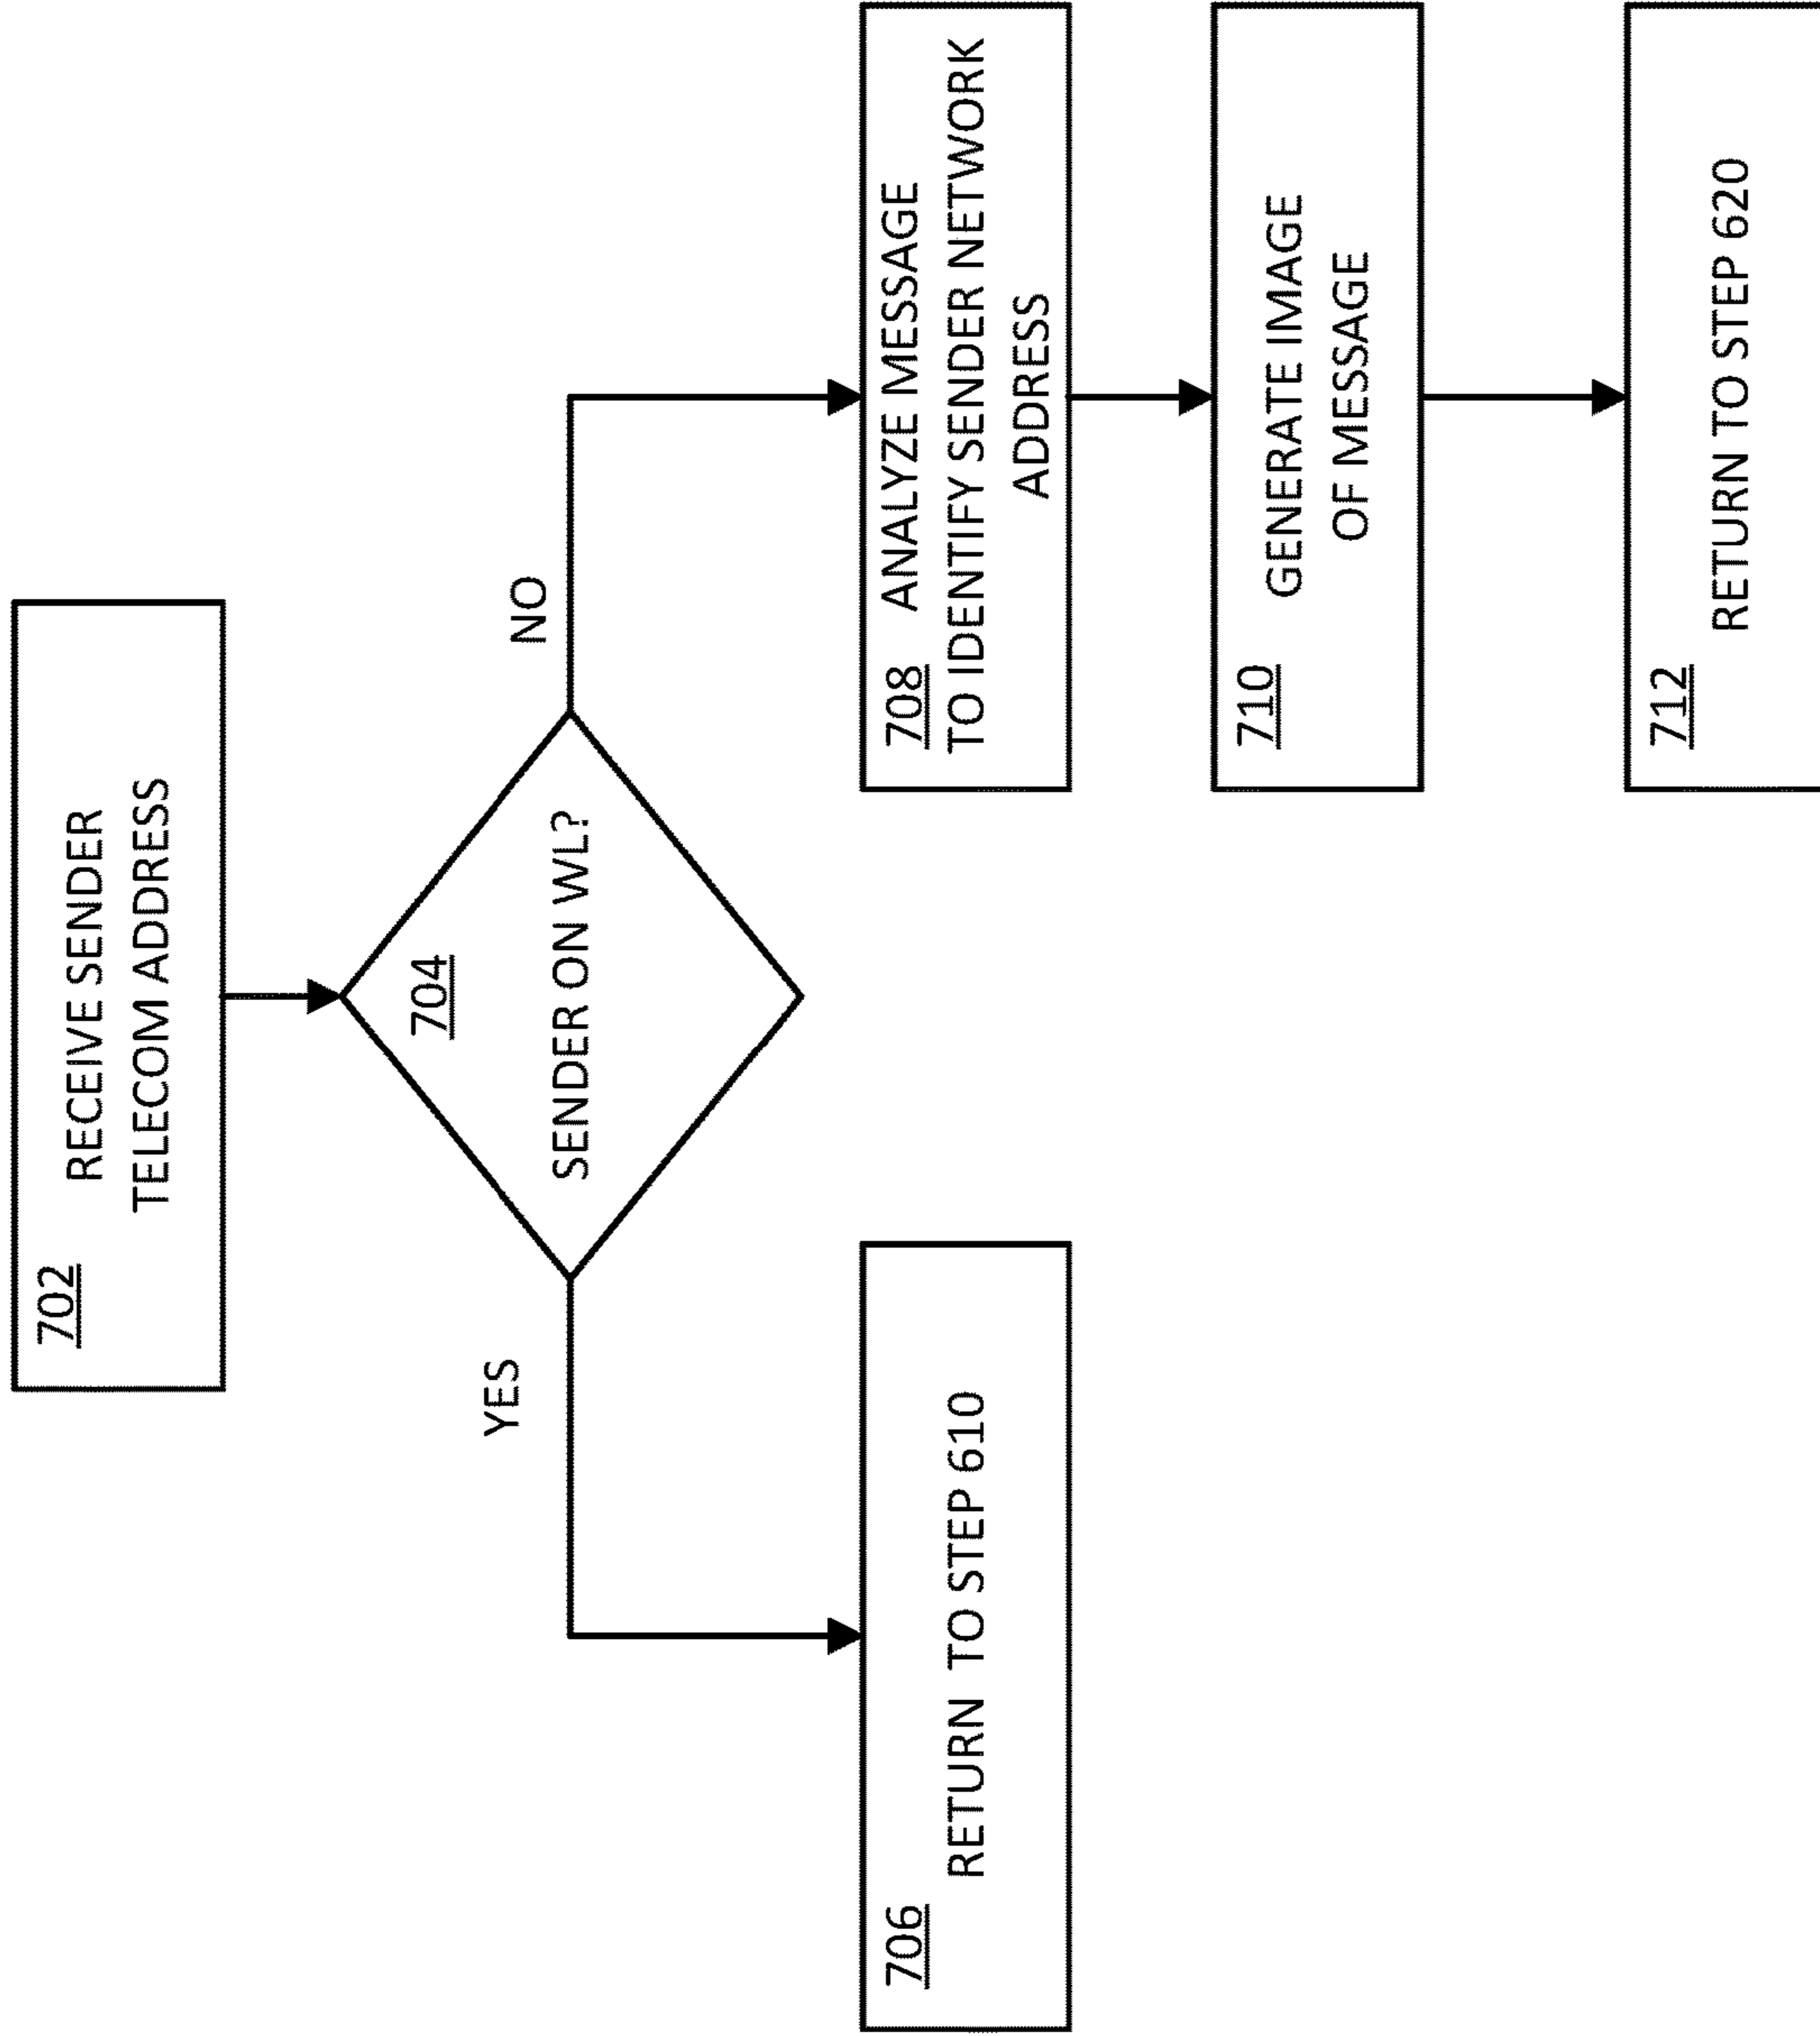 702
RECEIVE SENDER
TELECOM ADDRESS
704
SENDER ON WL?
YES
NO
706
RETURN TO STEP 610
708 ANALYZE MESSAGE
TO IDENTIFY SENDER NETWORK
ADDRESS
710
GENERATE IMAGE
OF MESSAGE
712
RETURN TO STEP 620